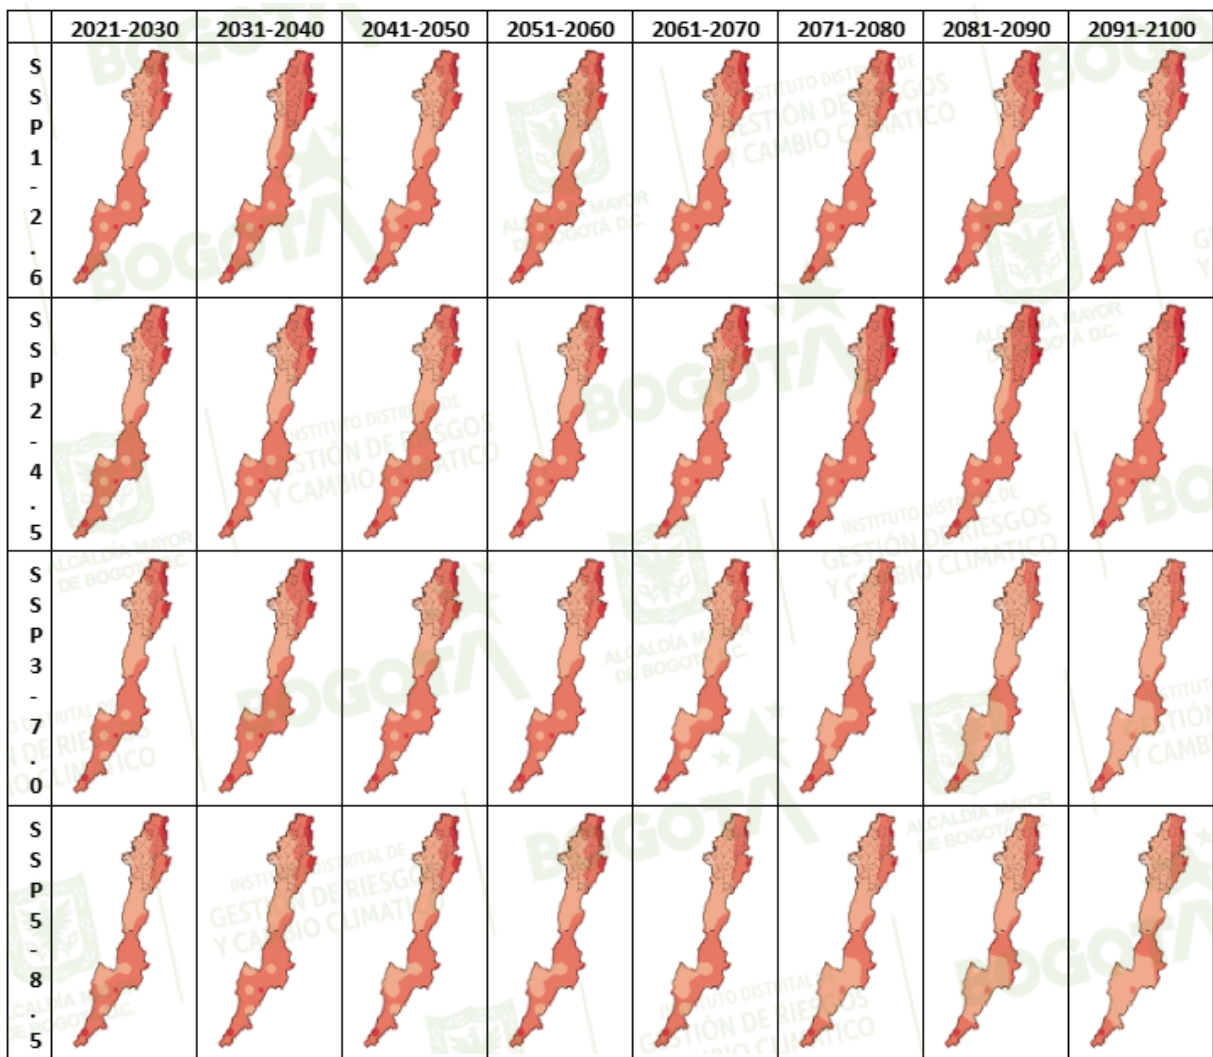 2021-2030 2031-2040 2041-2050 2051-2060 2061-2070 2071-2080 2081-2090 2091-2100
S
S
P
1
-
2
.
6
S
S
P
2
-
4
.
5
S
S
P
3
-
7
.
0
S
S
P
5
-
8
.
5
BOGOTÁ
INSTITUTO DISTRITAL DE
GESTIÓN DE RIESGOS
Y CAMBIO CLIMATICO
ALCALDÍA MAYOR
DE BOGOTÁ D.C.